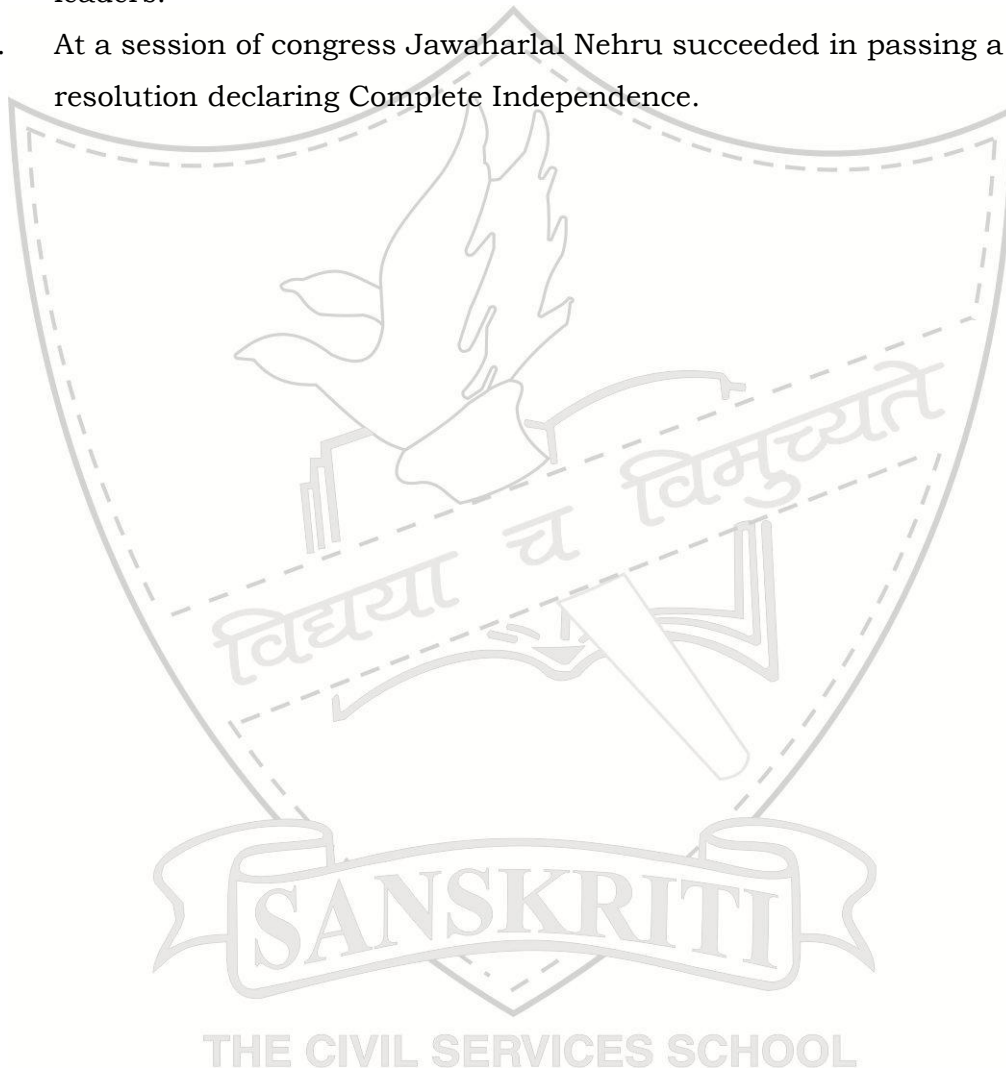 leaders.
. At a session of congress Jawaharlal Nehru succeeded in passing a
resolution declaring Complete Independence.
विद्यया च विमुच्यते
SANSKRITI
THE CIVIL SERVICES SCHOOL